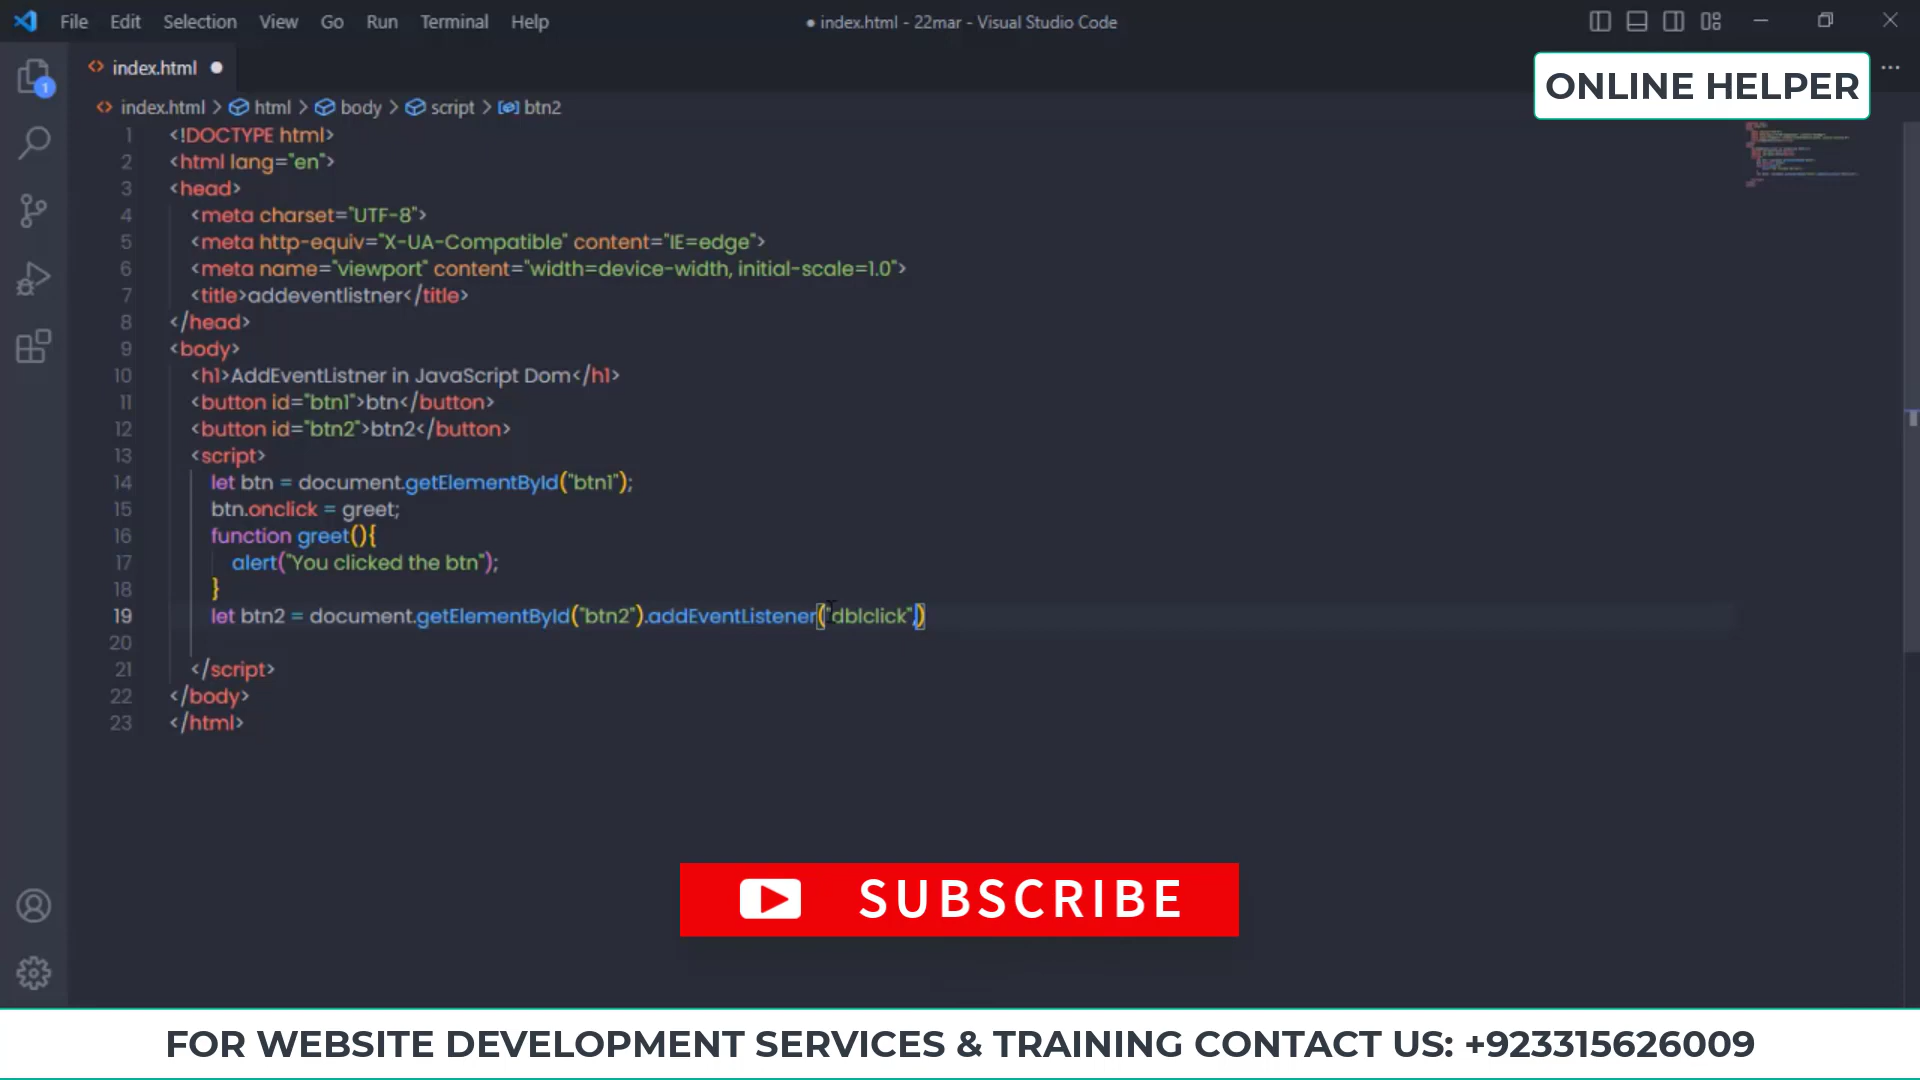 File Edit Selection View Go Run Terminal Help
● index.html - 22mar - Visual Studio Code
index.html
ONLINE HELPER
1
index.html > html > body > script > btn2
1 <!DOCTYPE html>
2 <html lang="en">
3 <head>
4 <meta charset="UTF-8">
5 <meta http-equiv="X-UA-Compatible" content="IE=edge">
6 <meta name="viewport" content="width=device-width, initial-scale=1.0">
7 <title>addeventlistner</title>
8 </head>
9 <body>
10 <h1>AddEventListner in JavaScript Dom</h1>
11 <button id="btn1">btn</button>
12 <button id="btn2">btn2</button>
13 <script>
14 let btn = document.getElementById("btn1");
15 btn.onclick = greet;
16 function greet(){
17 alert("You clicked the btn");
18 }
19 let btn2 = document.getElementById("btn2").addEventListener("dblclick",)
20
21 </script>
22 </body>
23 </html>
SUBSCRIBE
FOR WEBSITE DEVELOPMENT SERVICES & TRAINING CONTACT US: +923315626009